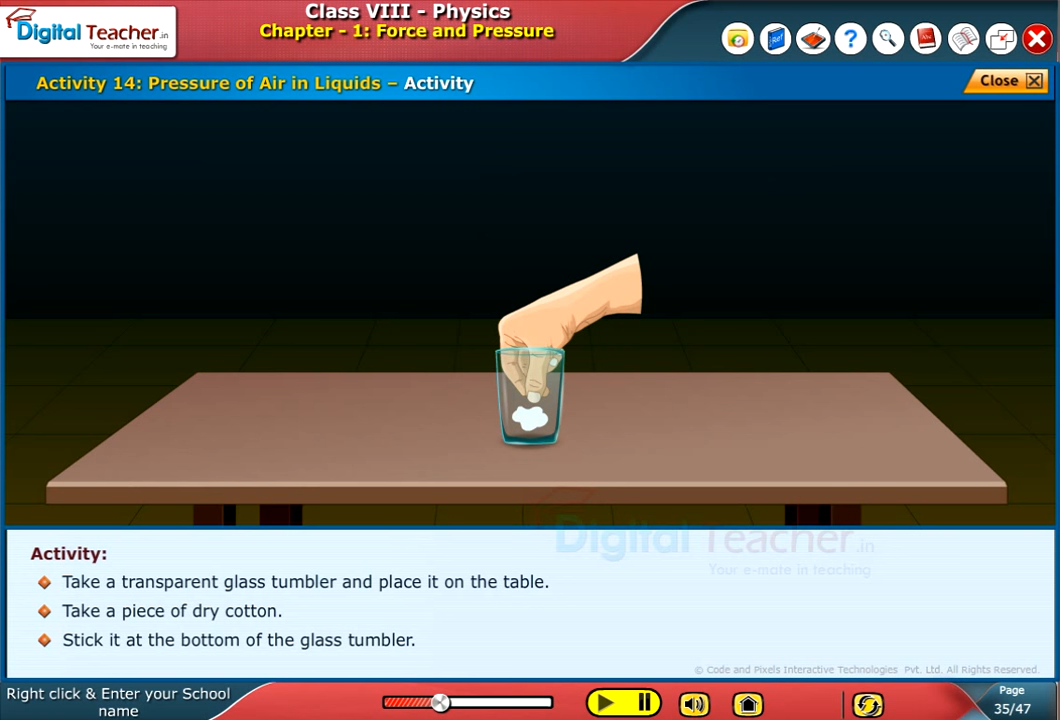 Digital Teacher.in
Your e-mate in teaching
Class VIII - Physics
Chapter - 1: Force and Pressure
Ref
Abc
Activity 14: Pressure of Air in Liquids – Activity
Close
Digital Teacher.in
Your e-mate in teaching
Activity:
Take a transparent glass tumbler and place it on the table.
Take a piece of dry cotton.
Stick it at the bottom of the glass tumbler.
© Code and Pixels Interactive Technologies Pvt. Ltd. All Rights Reserved.
Right click & Enter your School
name
Page
35/47